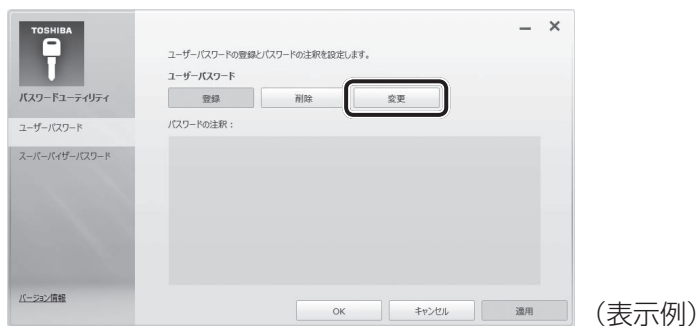 TOSHIBA
パスワードユーティリティ
ユーザーパスワード
スーパーバイザーパスワード
バージョン情報
ユーザーパスワードの登録とパスワードの注釈を設定します。
ユーザーパスワード
登録 削除 変更
パスワードの注釈：
OK キャンセル 適用
（表示例）